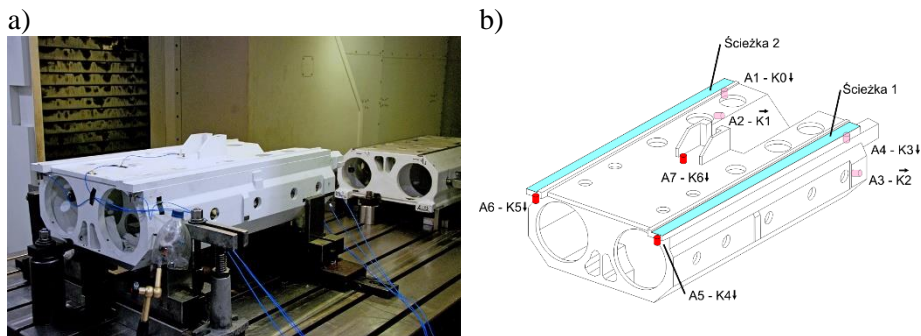 a)
b)
Ścieżka 2
A1 - K0↓
Ścieżka 1
A2 - K1
A4 - K3↓
A7 - K6↓
A3 - K2
A6 - K5↓
A5 - K4↓